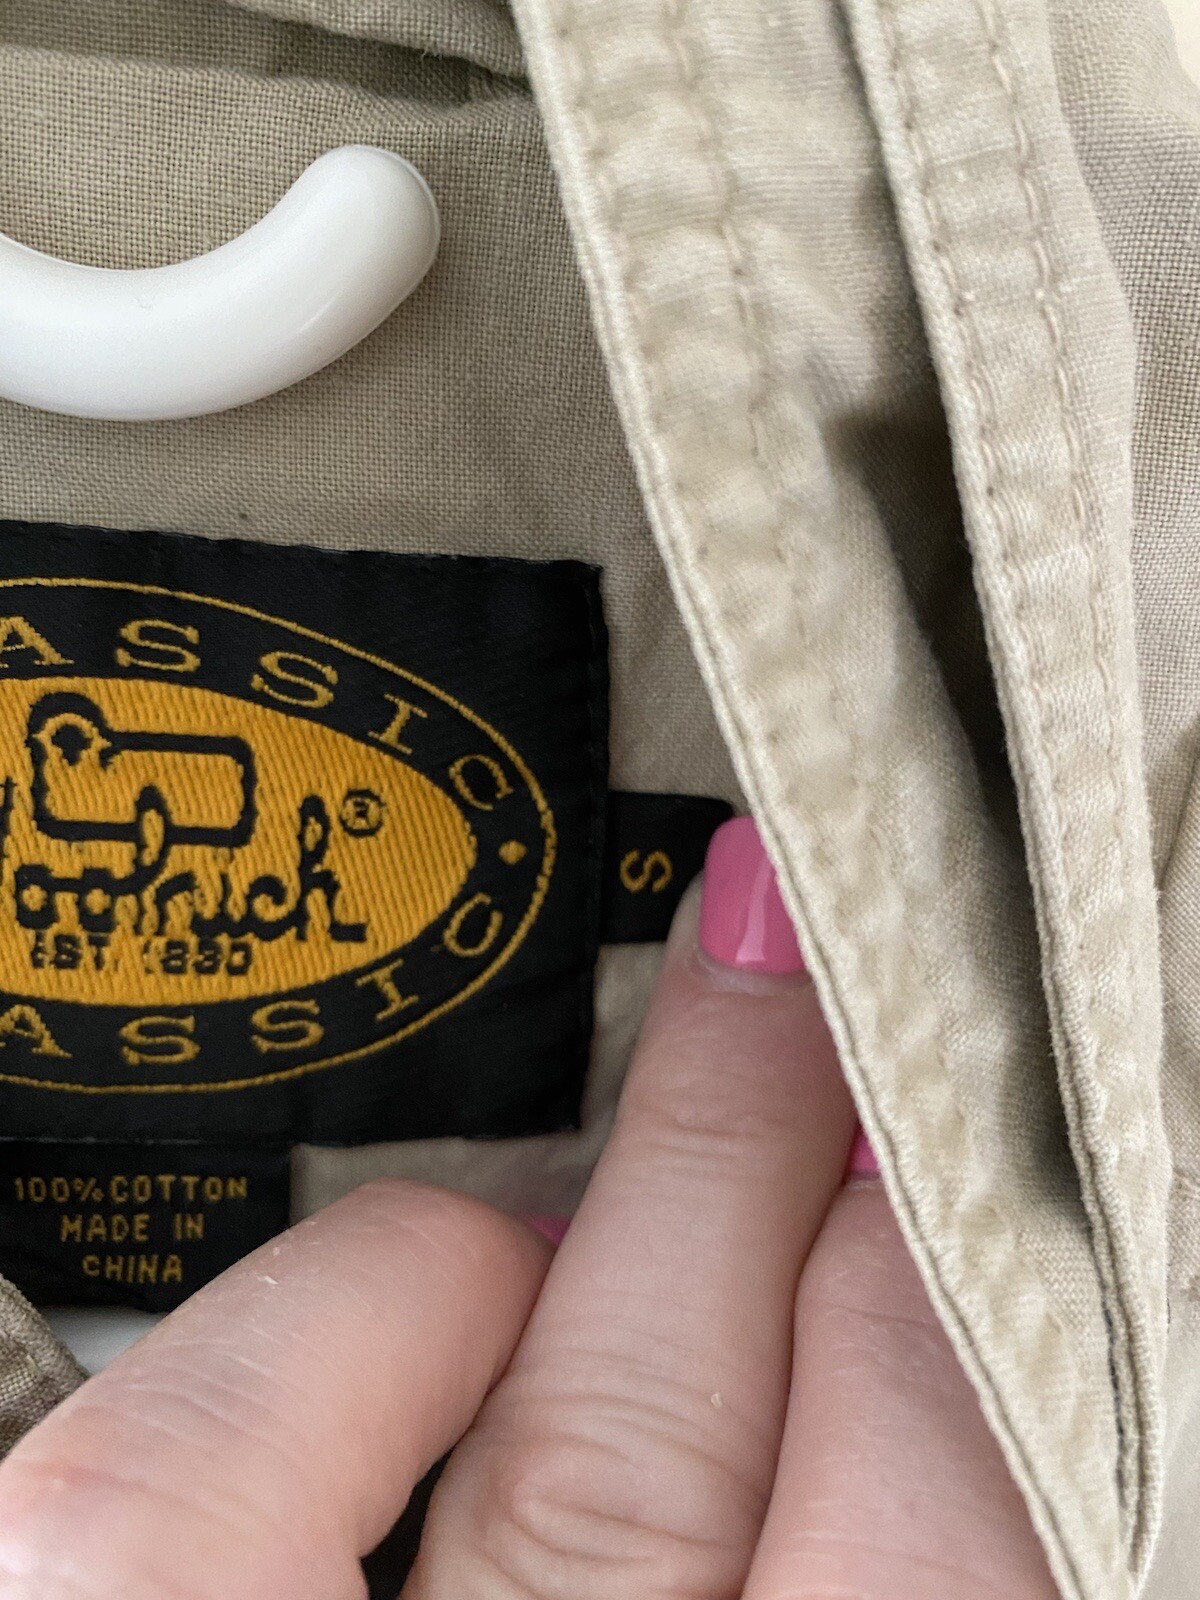 ASSIC
®
EST. 1830
S
ASSIC
100% COTTON
MADE IN
CHINA